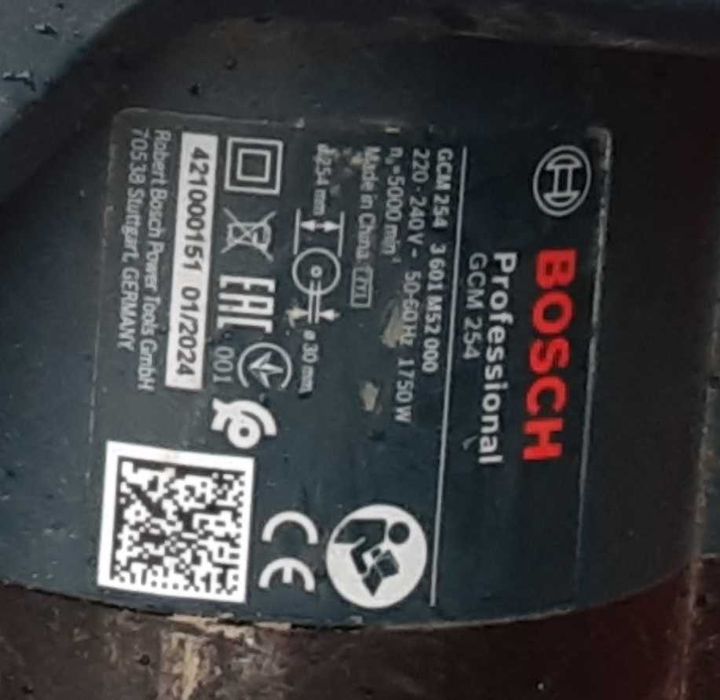 BOSCH
Professional
GCM 254
GCM 254 3 601 M52 000
220 - 240 V~ 50-60 Hz 1750 W
n₀=5000 min⁻¹
Made in China
ø254 mm
ø 30 mm
EAC
001
421000151 01/2024
Robert Bosch Power Tools GmbH
70538 Stuttgart, GERMANY
CE